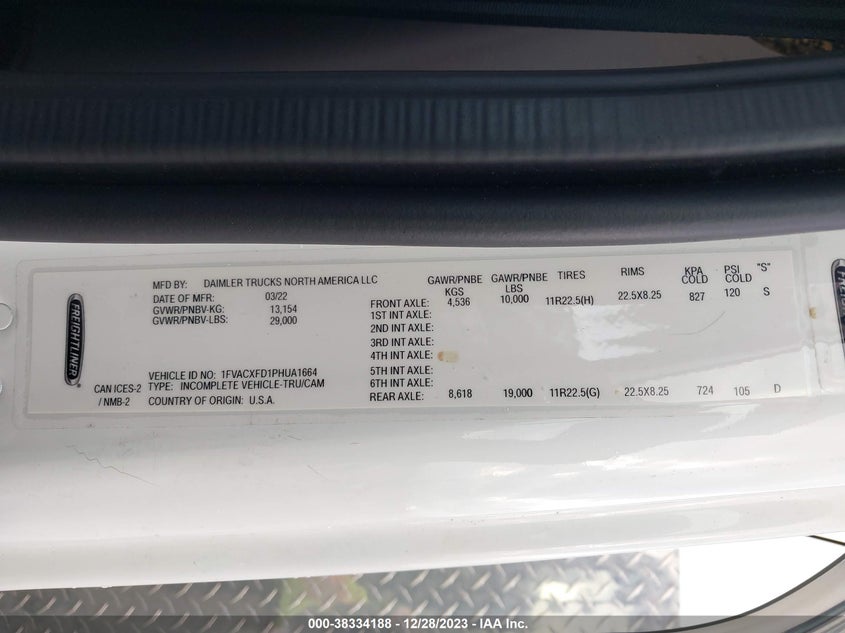 MFD BY: DAIMLER TRUCKS NORTH AMERICA LLC
DATE OF MFR: 03/22
GVWR/PNBV-KG: 13,154
GVWR/PNBV-LBS: 29,000
VEHICLE ID NO: 1FVACXFD1PHUA1664
CAN ICES-2 TYPE: INCOMPLETE VEHICLE-TRU/CAM
/ NMB-2 COUNTRY OF ORIGIN: U.S.A.
GAWR/PNBE KGS GAWR/PNBE LBS TIRES RIMS KPA COLD PSI COLD "S"
FRONT AXLE: 4,536 10,000 11R22.5(H) 22.5X8.25 827 120 S
1ST INT AXLE:
2ND INT AXLE:
3RD INT AXLE:
4TH INT AXLE:
5TH INT AXLE:
6TH INT AXLE:
REAR AXLE: 8,618 19,000 11R22.5(G) 22.5X8.25 724 105 D
FREIGHTLINER
000-38334188 - 12/28/2023 - IAA Inc.